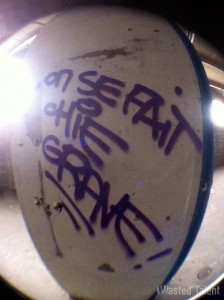 on SE FAIT
CHIE
GRAVE!
Wasted Talent